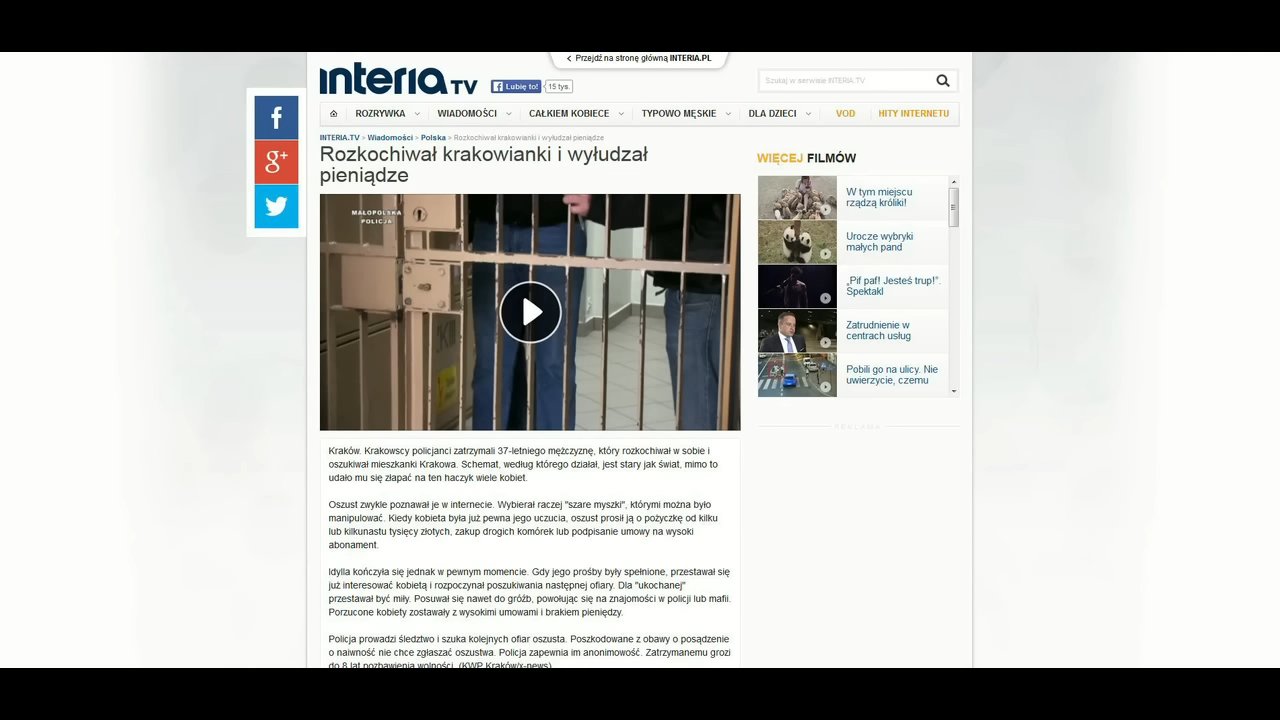 Przejdź na stronę główną INTERIA.PL
interia TV
Lubię to! 15 tys.
Szukaj w serwisie INTERIA.TV
ROZRYWKA WIADOMOŚCI CAŁKIEM KOBIECE TYPOWO MĘSKIE DLA DZIECI VOD HITY INTERNETU
INTERIA.TV > Wiadomości > Polska > Rozkochiwał krakowianki i wyłudzał pieniądze
Rozkochiwał krakowianki i wyłudzał
pieniądze
MAŁOPOLSKA
POLICJA
Kraków. Krakowscy policjanci zatrzymali 37-letniego mężczyznę, który rozkochiwał w sobie i
oszukiwał mieszkanki Krakowa. Schemat, według którego działał, jest stary jak świat, mimo to
udało mu się złapać na ten haczyk wiele kobiet.
Oszust zwykle poznawał je w internecie. Wybierał raczej "szare myszki", którymi można było
manipulować. Kiedy kobieta była już pewna jego uczucia, oszust prosił ją o pożyczkę od kilku
lub kilkunastu tysięcy złotych, zakup drogich komórek lub podpisanie umowy na wysoki
abonament.
Idylla kończyła się jednak w pewnym momencie. Gdy jego prośby były spełnione, przestawał się
już interesować kobietą i rozpoczynał poszukiwania następnej ofiary. Dla "ukochanej"
przestawał być miły. Posuwał się nawet do gróźb, powołując się na znajomości w policji lub mafii.
Porzucone kobiety zostawały z wysokimi umowami i brakiem pieniędzy.
Policja prowadzi śledztwo i szuka kolejnych ofiar oszusta. Poszkodowane z obawy o posądzenie
o naiwność nie chce zgłaszać oszustwa. Policja zapewnia im anonimowość. Zatrzymanemu grozi
do 8 lat pozbawienia wolności. (KWP Kraków/x-news)
WIĘCEJ FILMÓW
W tym miejscu
rządzą króliki!
Urocze wybryki
małych pand
„Pif paf! Jesteś trup!”.
Spektakl
Zatrudnienie w
centrach usług
Pobili go na ulicy. Nie
uwierzycie, czemu
REKLAMA